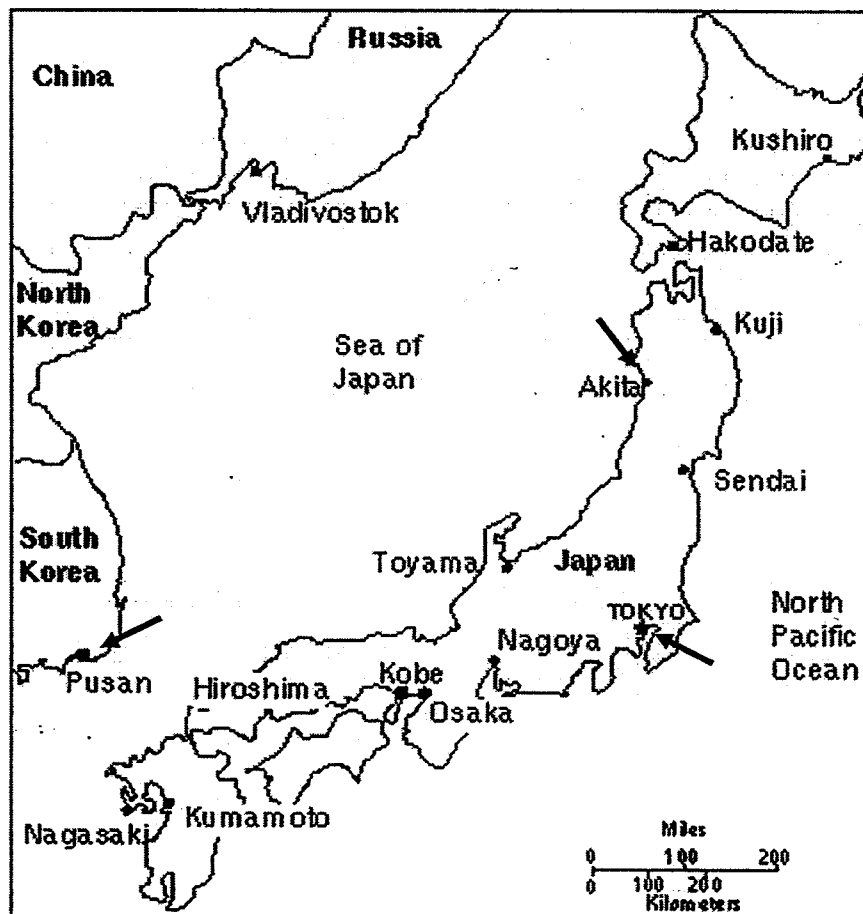 Russia
China
Kushiro
Vladivostok
Hakodate
North
Korea
Kuji
Sea of
Japan
Akita
Sendai
South
Korea
Toyama
Japan
TOKYO
North
Pacific
Ocean
Nagoya
Pusan
Hiroshima
Kobe
Osaka
Nagasaki
Kumamoto
Miles
0 100 200
0 100 200
Kilometers